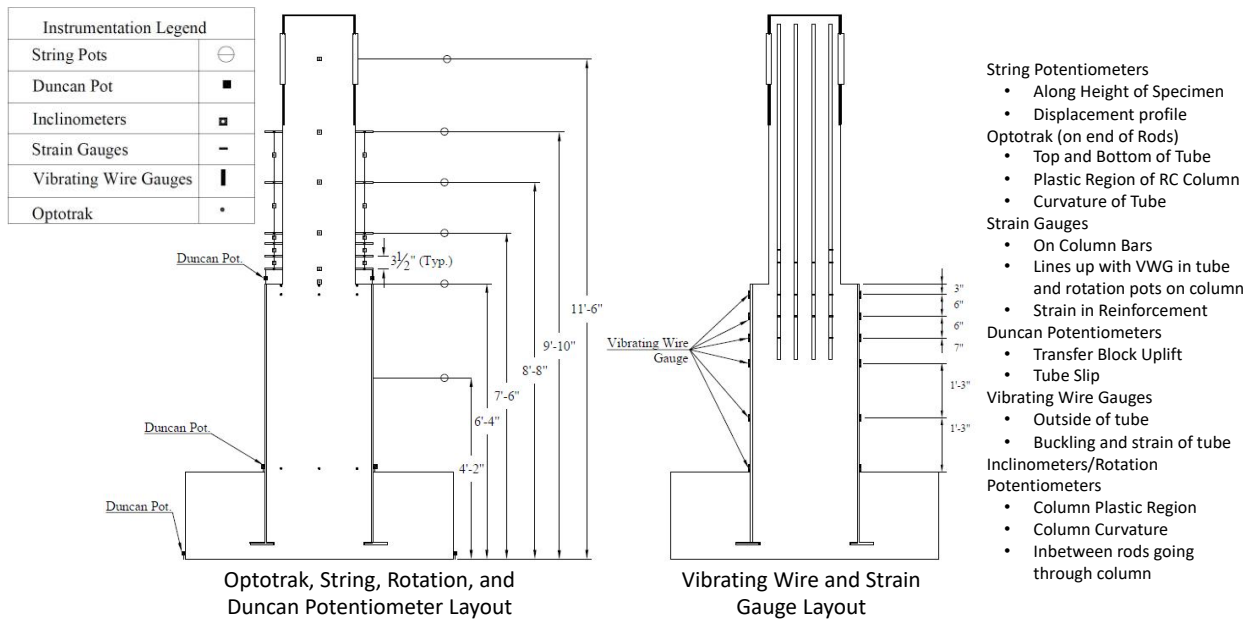 Instrumentation Legend
String Pots
Duncan Pot
Inclinometers
Strain Gauges
Vibrating Wire Gauges
Optotrak
Duncan Pot.
3½" (Typ.)
11'-6"
9'-10"
8'-8"
7'-6"
6'-4"
4'-2"
Duncan Pot.
Duncan Pot.
Optotrak, String, Rotation, and
Duncan Potentiometer Layout
Vibrating Wire
Gauge
3"
6"
6"
7"
1'-3"
1'-3"
Vibrating Wire and Strain
Gauge Layout
String Potentiometers
• Along Height of Specimen
• Displacement profile
Optotrak (on end of Rods)
• Top and Bottom of Tube
• Plastic Region of RC Column
• Curvature of Tube
Strain Gauges
• On Column Bars
• Lines up with VWG in tube
and rotation pots on column
• Strain in Reinforcement
Duncan Potentiometers
• Transfer Block Uplift
• Tube Slip
Vibrating Wire Gauges
• Outside of tube
• Buckling and strain of tube
Inclinometers/Rotation
Potentiometers
• Column Plastic Region
• Column Curvature
• Inbetween rods going
through column